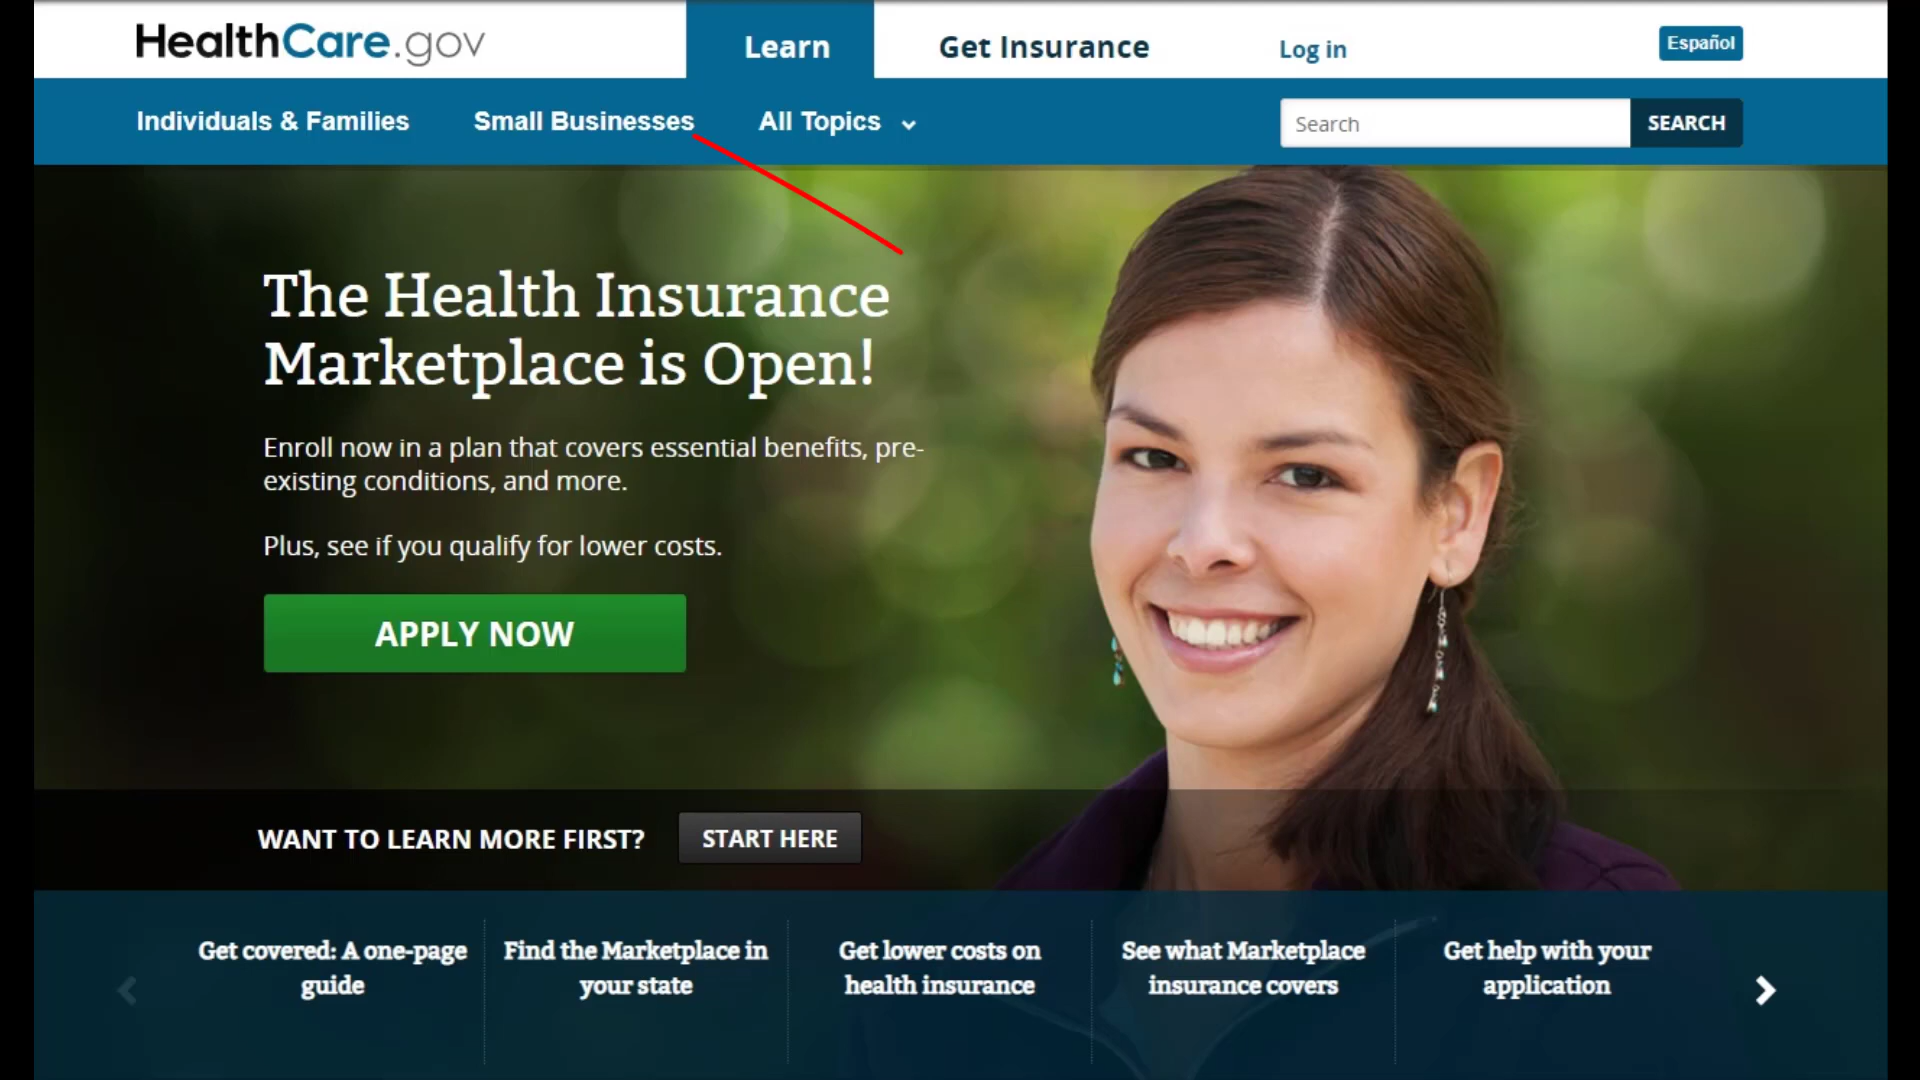 HealthCare.gov
Learn
Get Insurance
Log in
Español
Individuals & Families
Small Businesses
All Topics
Search
SEARCH
The Health Insurance
Marketplace is Open!
Enroll now in a plan that covers essential benefits, pre-
existing conditions, and more.
Plus, see if you qualify for lower costs.
APPLY NOW
WANT TO LEARN MORE FIRST?
START HERE
Get covered: A one-page
guide
Find the Marketplace in
your state
Get lower costs on
health insurance
See what Marketplace
insurance covers
Get help with your
application